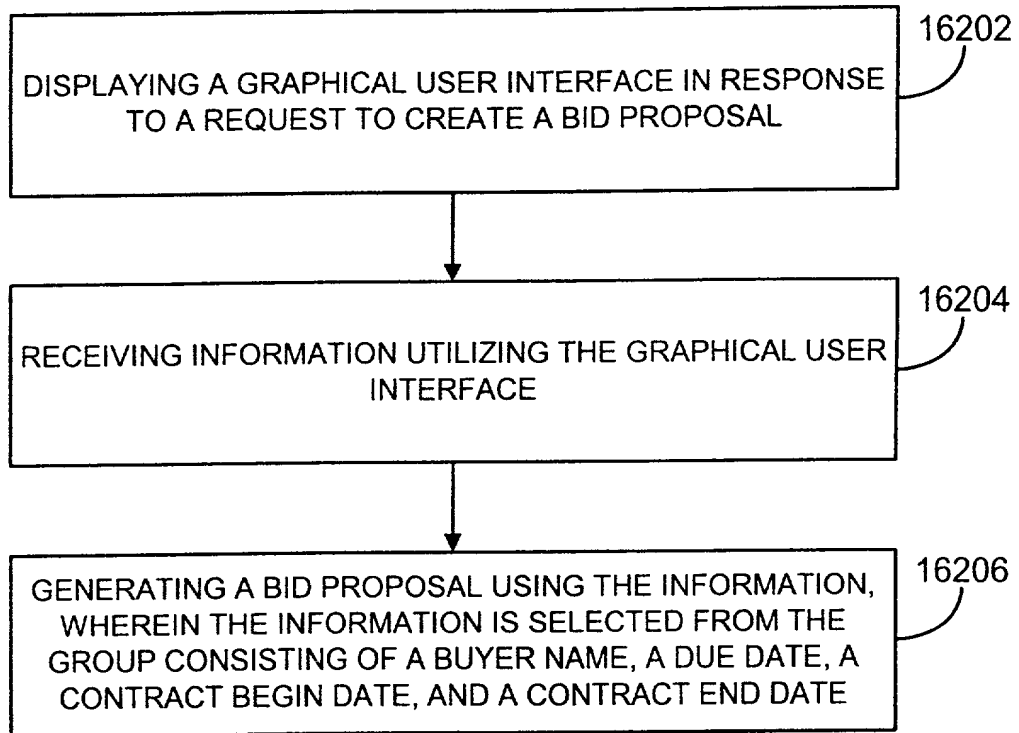 16202
DISPLAYING A GRAPHICAL USER INTERFACE IN RESPONSE
TO A REQUEST TO CREATE A BID PROPOSAL
16204
RECEIVING INFORMATION UTILIZING THE GRAPHICAL USER
INTERFACE
16206
GENERATING A BID PROPOSAL USING THE INFORMATION,
WHEREIN THE INFORMATION IS SELECTED FROM THE
GROUP CONSISTING OF A BUYER NAME, A DUE DATE, A
CONTRACT BEGIN DATE, AND A CONTRACT END DATE